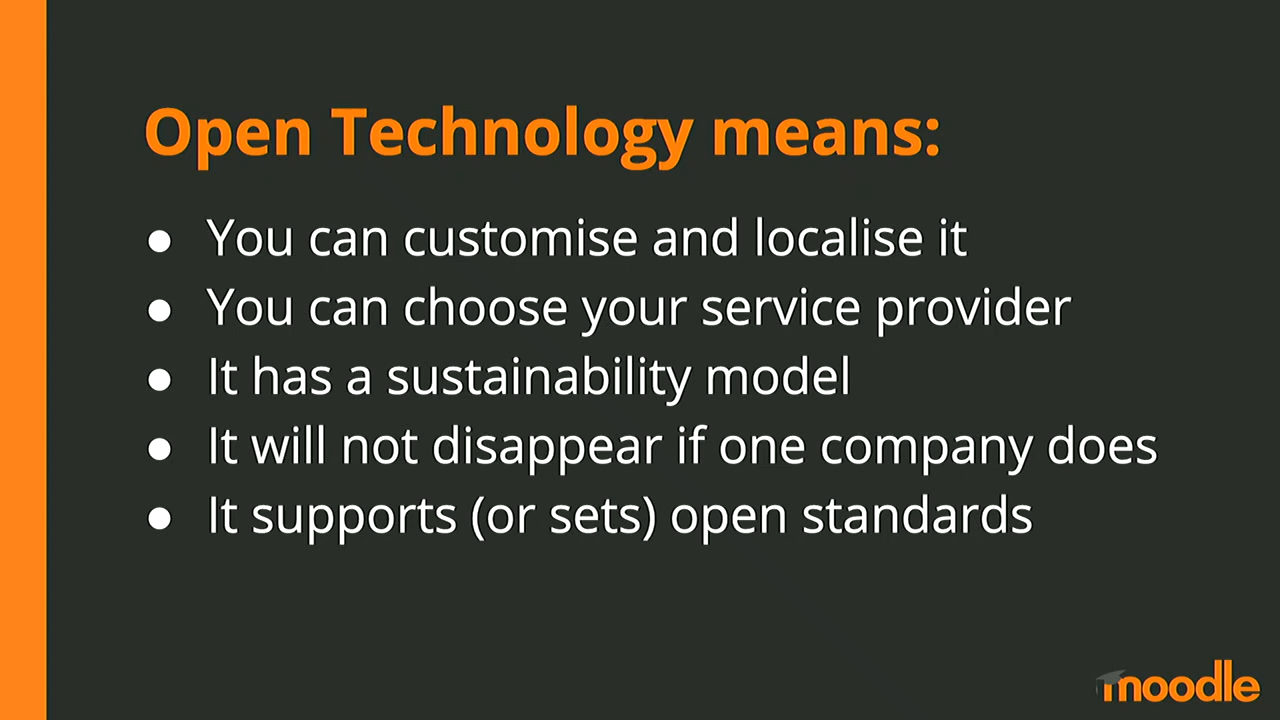 Open Technology means:
● You can customise and localise it
● You can choose your service provider
● It has a sustainability model
● It will not disappear if one company does
● It supports (or sets) open standards
moodle